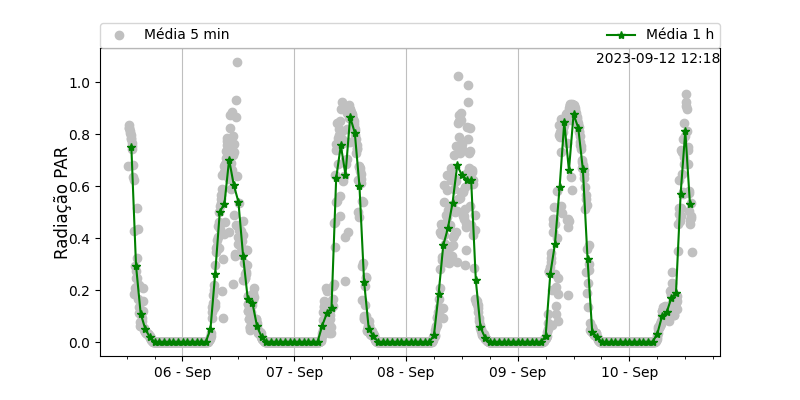 Média 5 min
Média 1 h
2023-09-12 12:18
Radiação PAR
1.0
0.8
0.6
0.4
0.2
0.0
06 - Sep
07 - Sep
08 - Sep
09 - Sep
10 - Sep